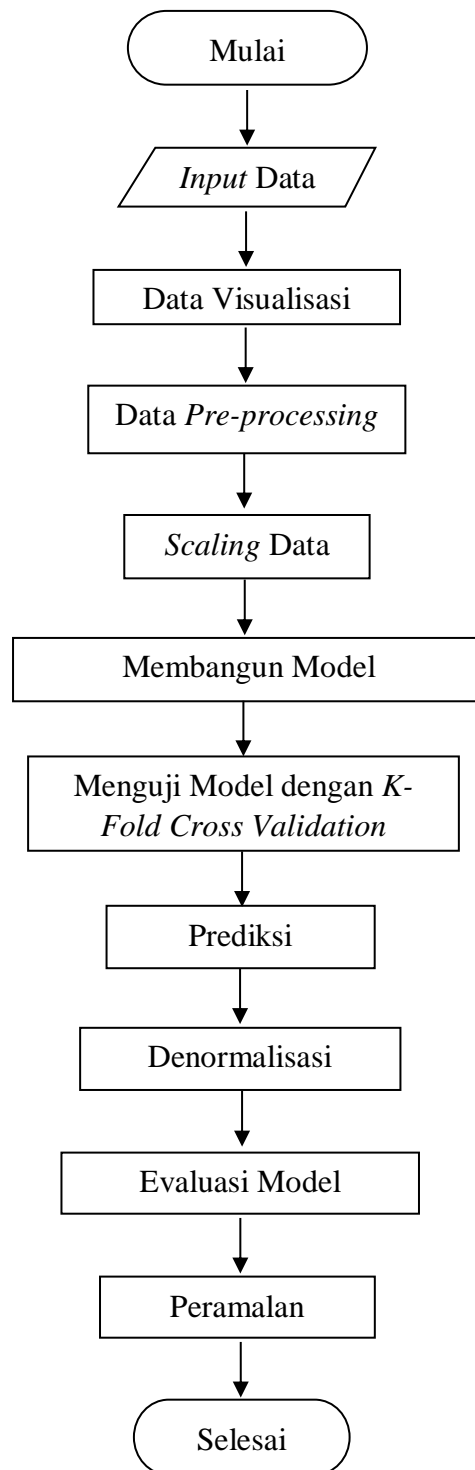 Mulai
Input Data
Data Visualisasi
Data Pre-processing
Scaling Data
Membangun Model
Menguji Model dengan K-
Fold Cross Validation
Prediksi
Denormalisasi
Evaluasi Model
Peramalan
Selesai